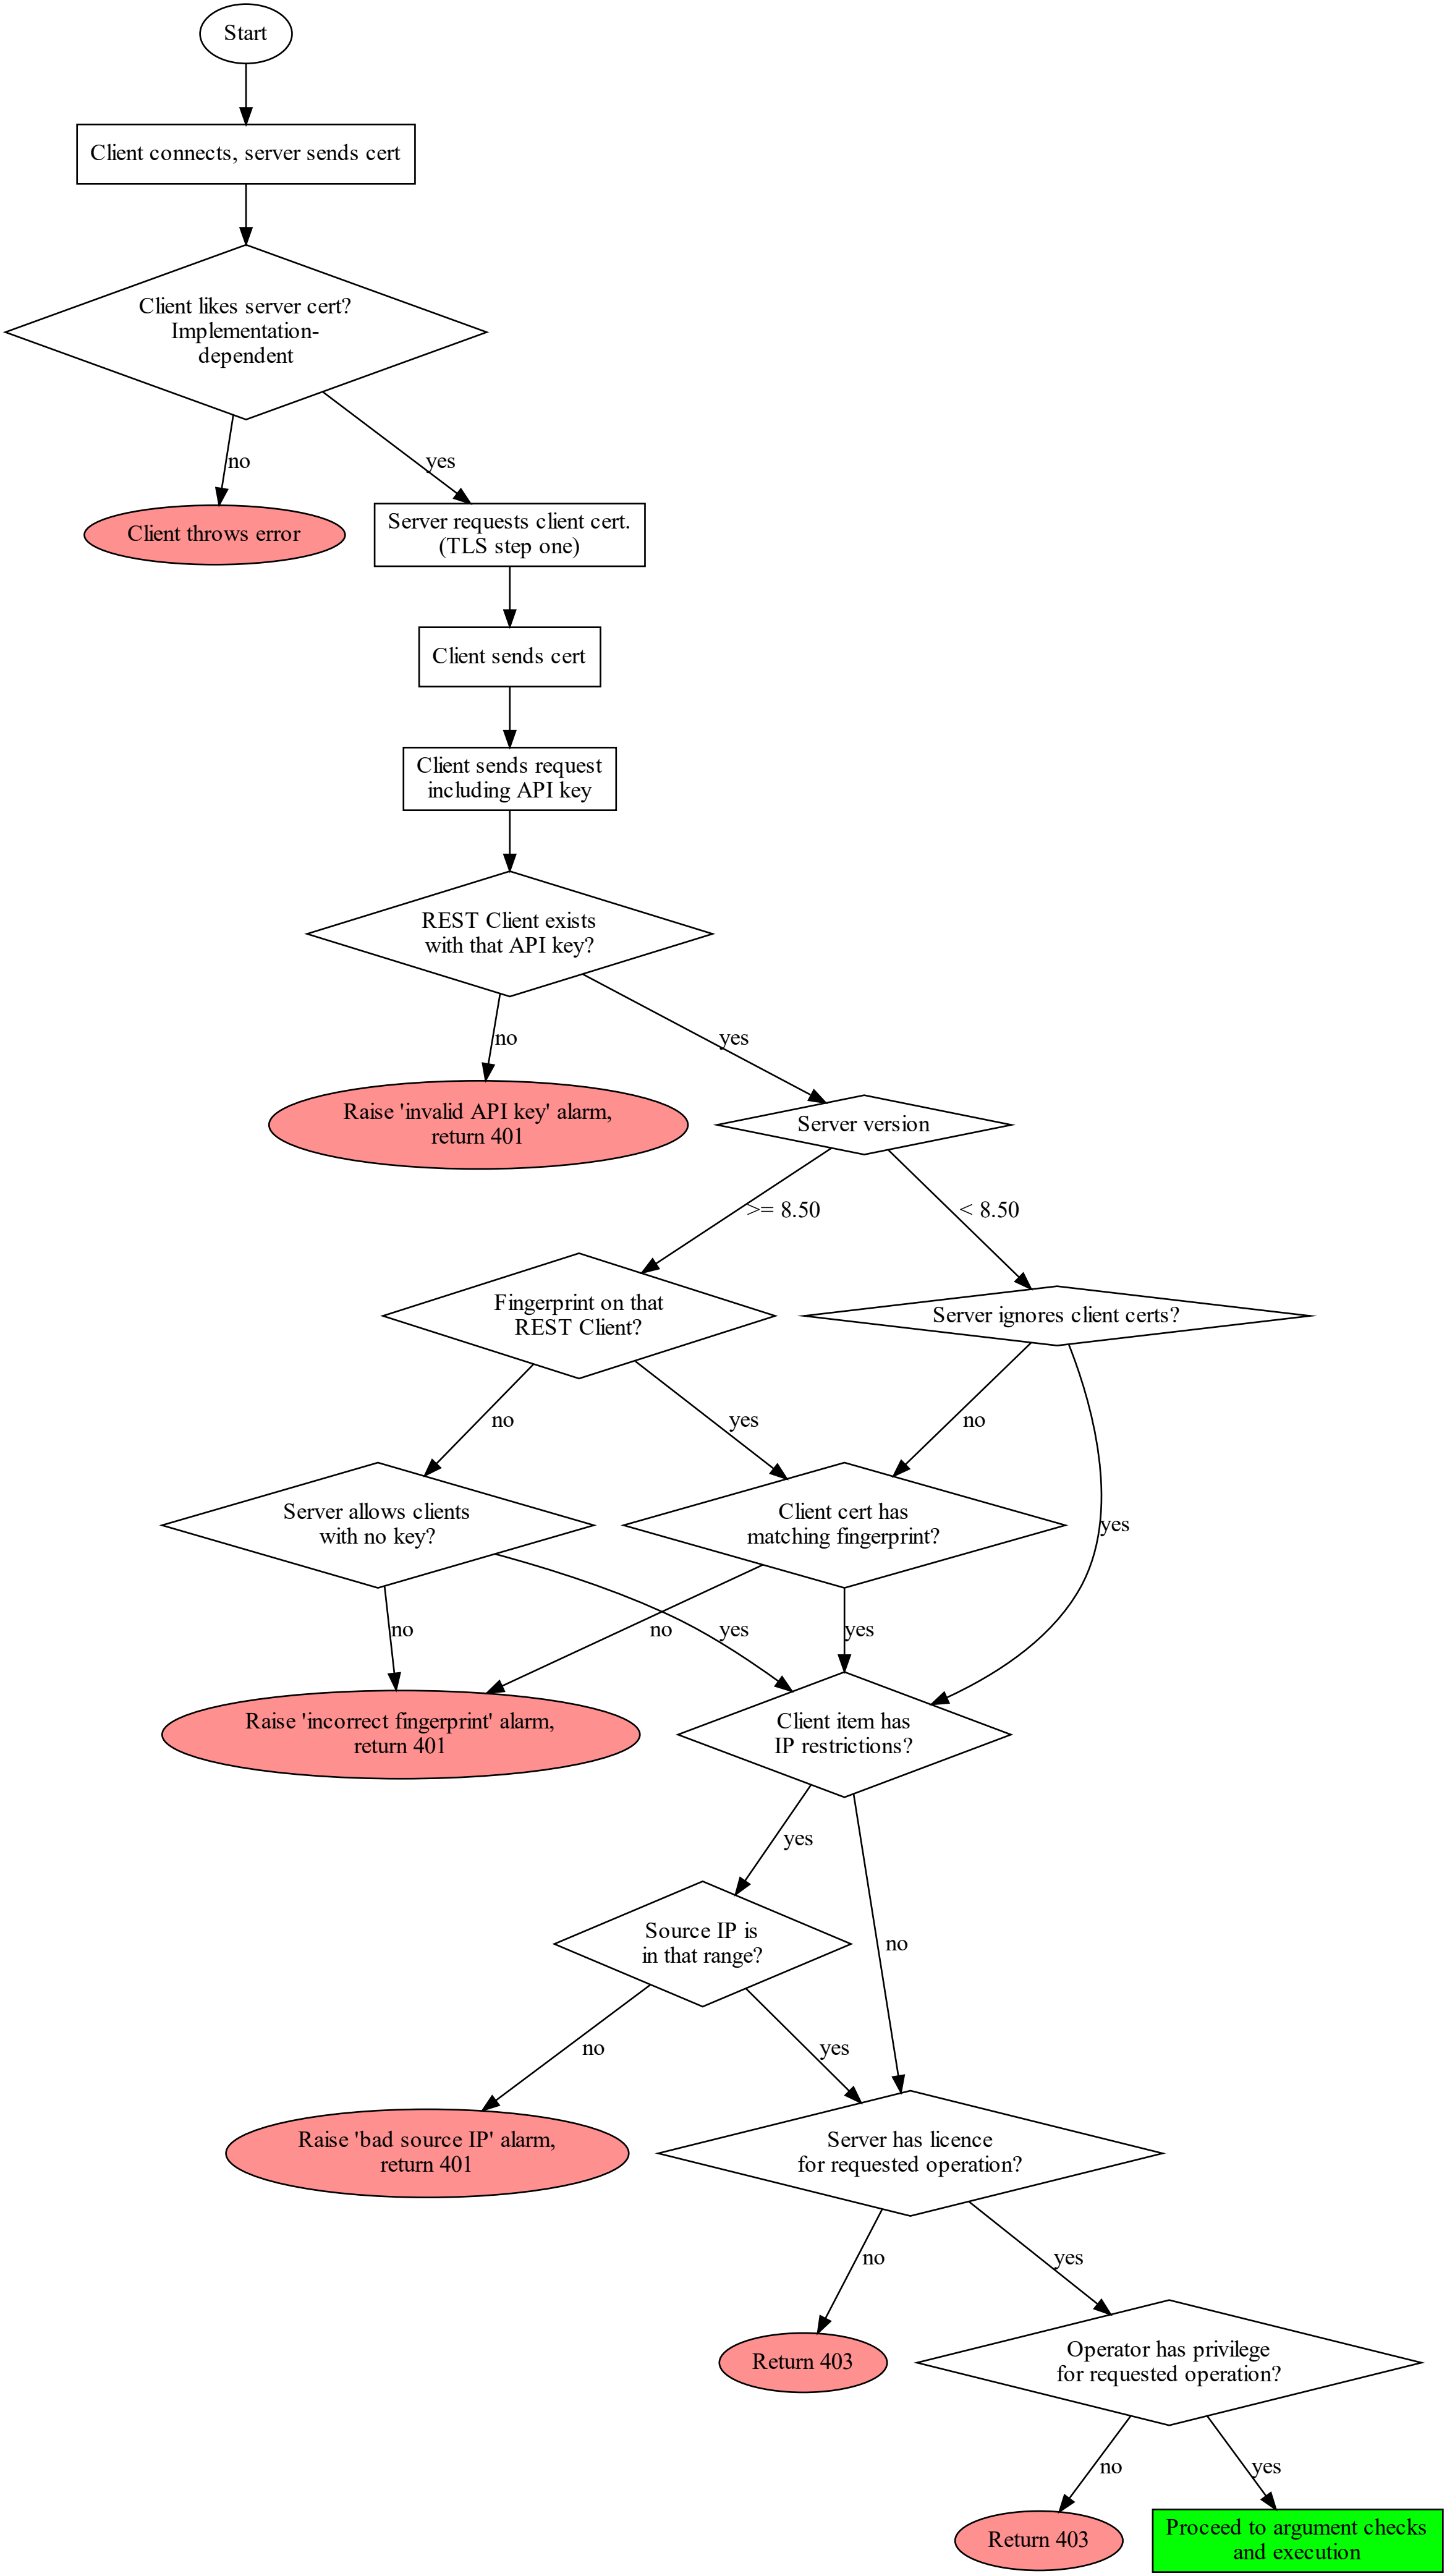 Start
Client connects, server sends cert
Client likes server cert?
Implementation-
dependent
no
yes
Client throws error
Server requests client cert.
(TLS step one)
Client sends cert
Client sends request
including API key
REST Client exists
with that API key?
no
yes
Raise 'invalid API key' alarm,
return 401
Server version
>= 8.50
< 8.50
Fingerprint on that
REST Client?
Server ignores client certs?
no
yes
no
Server allows clients
with no key?
Client cert has
matching fingerprint?
yes
no
no
yes
yes
Raise 'incorrect fingerprint' alarm,
return 401
Client item has
IP restrictions?
yes
Source IP is
in that range?
no
no
yes
Raise 'bad source IP' alarm,
return 401
Server has licence
for requested operation?
no
yes
Return 403
Operator has privilege
for requested operation?
no
yes
Return 403
Proceed to argument checks
and execution